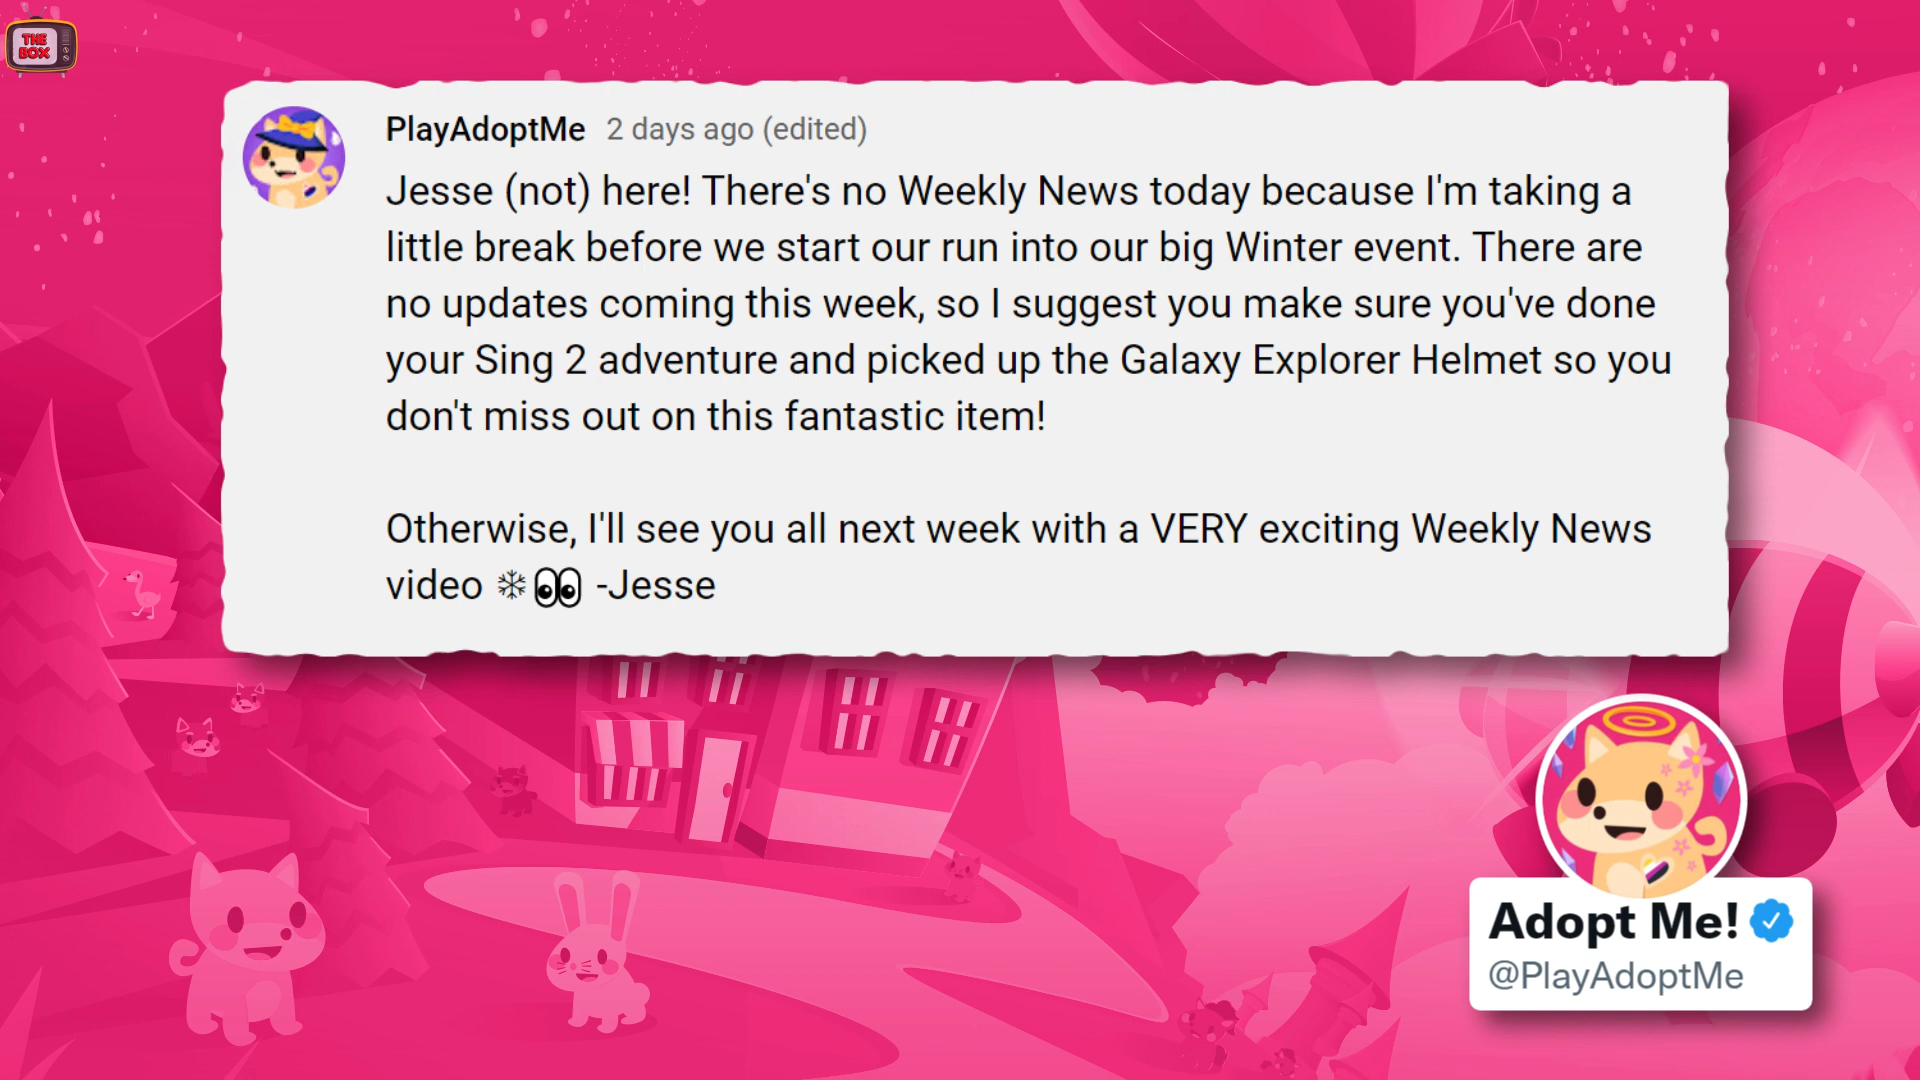 THE
BOX
PlayAdoptMe 2 days ago (edited)
Jesse (not) here! There's no Weekly News today because I'm taking a
little break before we start our run into our big Winter event. There are
no updates coming this week, so I suggest you make sure you've done
your Sing 2 adventure and picked up the Galaxy Explorer Helmet so you
don't miss out on this fantastic item!
Otherwise, I'll see you all next week with a VERY exciting Weekly News
video ❄👀 -Jesse
Adopt Me!
@PlayAdoptMe